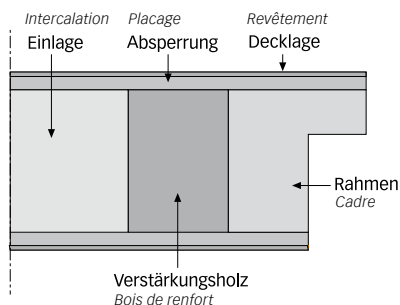 Intercalation Placage Revêtement
Einlage Absperrung Decklage
Rahmen
Cadre
Verstärkungsholz
Bois de renfort